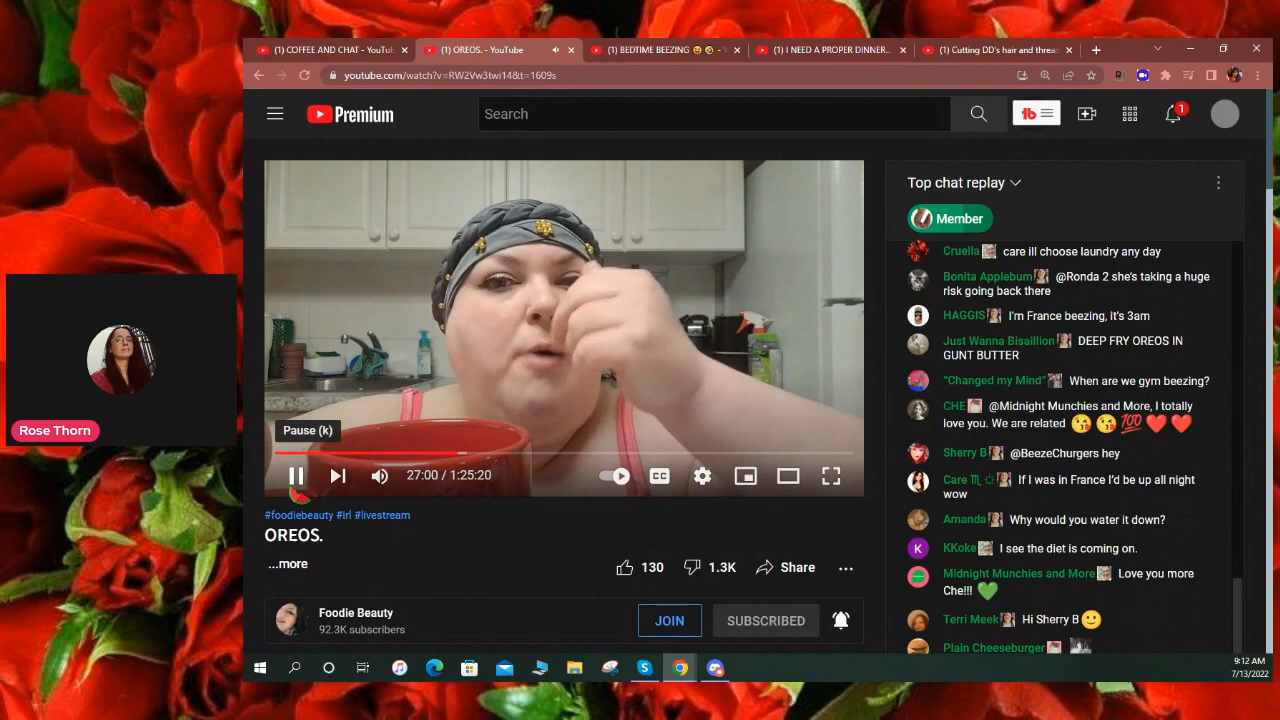 (1) COFFEE AND CHAT - YouTub
(1) OREOS. - YouTube
(1) BEDTIME BEEZING
(1) I NEED A PROPER DINNER...
(1) Cutting DD's hair and threa
youtube.com/watch?v=RW2Vw3twi14&t=1609s
Premium
Search
tb
1
Top chat replay
Member
Cruella care ill choose laundry any day
Bonita Applebum @Ronda 2 she's taking a huge
risk going back there
HAGGIS I'm France beezing, it's 3am
Just Wanna Bisaillion DEEP FRY OREOS IN
GUNT BUTTER
"Changed my Mind" When are we gym beezing?
CHE @Midnight Munchies and More, I totally
love you. We are related 😘😘💯❤️❤️
Sherry B @BeezeChurgers hey
Care ♏ ☼ If I was in France I'd be up all night
wow
Amanda Why would you water it down?
K
KKoke I see the diet is coming on.
Midnight Munchies and More Love you more
Che!!! 💚
Terri Meek Hi Sherry B🙂
Plain Cheeseburger
Rose Thorn
Pause (k)
27:00 / 1:25:20
CC
#foodiebeauty #irl #livestream
OREOS.
...more
130
1.3K
Share
Foodie Beauty
92.3K subscribers
JOIN
SUBSCRIBED
9:12 AM
7/13/2022